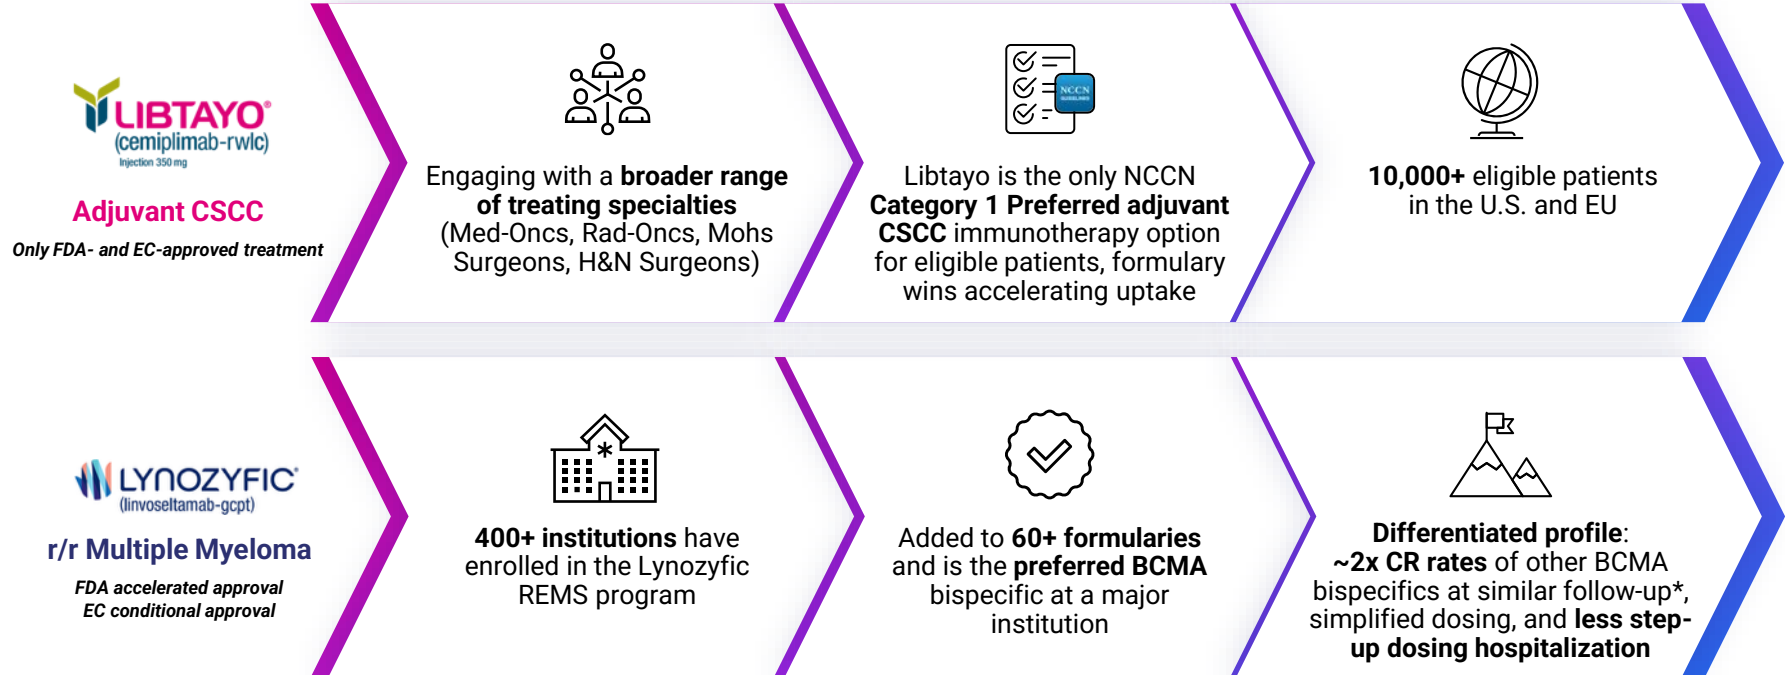 LIBTAYO®
(cemiplimab-rwlc)
Injection 350 mg
Adjuvant CSCC
Only FDA- and EC-approved treatment
Engaging with a broader range
of treating specialties
(Med-Oncs, Rad-Oncs, Mohs
Surgeons, H&N Surgeons)
NCCN
GUIDELINES
Libtayo is the only NCCN
Category 1 Preferred adjuvant
CSCC immunotherapy option
for eligible patients, formulary
wins accelerating uptake
10,000+ eligible patients
in the U.S. and EU
LYNOZYFIC®
(linvoseltamab-gcpt)
r/r Multiple Myeloma
FDA accelerated approval
EC conditional approval
400+ institutions have
enrolled in the Lynozyfic
REMS program
Added to 60+ formularies
and is the preferred BCMA
bispecific at a major
institution
Differentiated profile:
~2x CR rates of other BCMA
bispecifics at similar follow-up*,
simplified dosing, and less step-
up dosing hospitalization